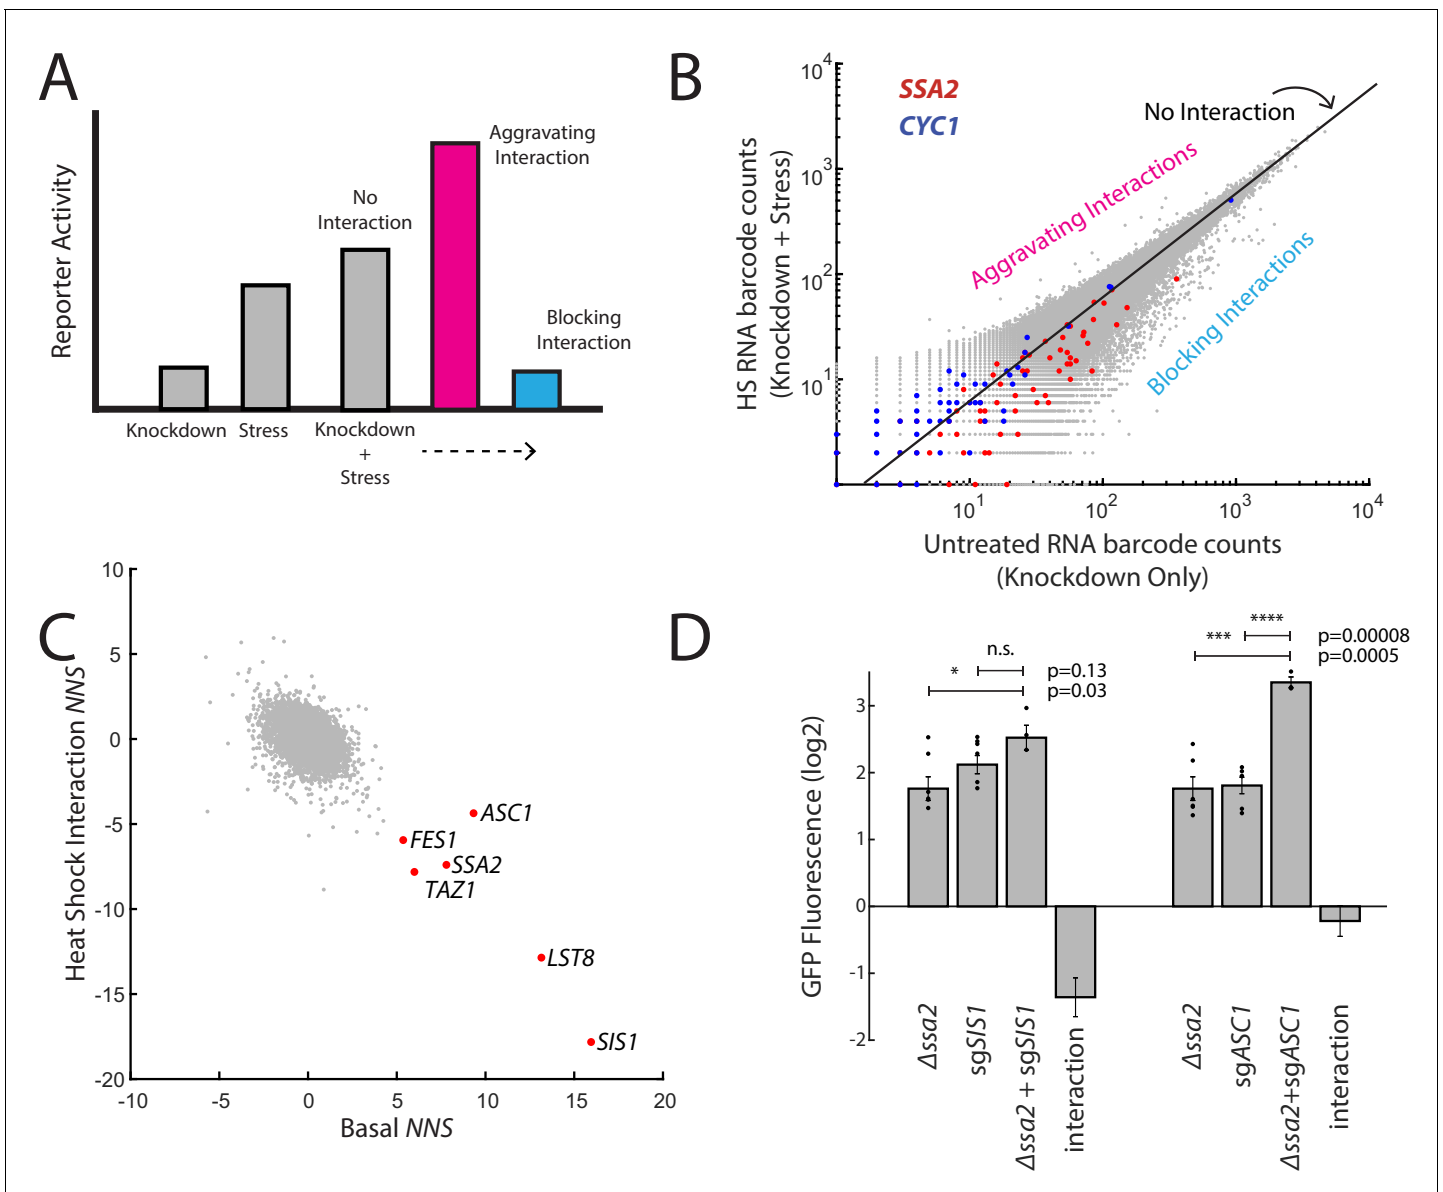 A
Reporter Activity
Aggravating
Interaction
No
Interaction
Blocking
Interaction
Knockdown
Stress
Knockdown
+
Stress
B
SSA2
CYC1
No Interaction
Aggravating Interactions
Blocking Interactions
HS RNA barcode counts
(Knockdown + Stress)
10^4
10^3
10^2
10^1
10^1
10^2
10^3
10^4
Untreated RNA barcode counts
(Knockdown Only)
C
Heat Shock Interaction NNS
10
5
0
-5
-10
-15
-20
ASC1
FES1
SSA2
TAZ1
LST8
SIS1
-10
-5
0
5
10
15
20
Basal NNS
D
GFP Fluorescence (log2)
3
2
1
0
-1
-2
n.s.
*
p=0.13
p=0.03
****
***
p=0.00008
p=0.0005
Δssa2
sgSIS1
Δssa2 + sgSIS1
interaction
Δssa2
sgASC1
Δssa2+sgASC1
interaction